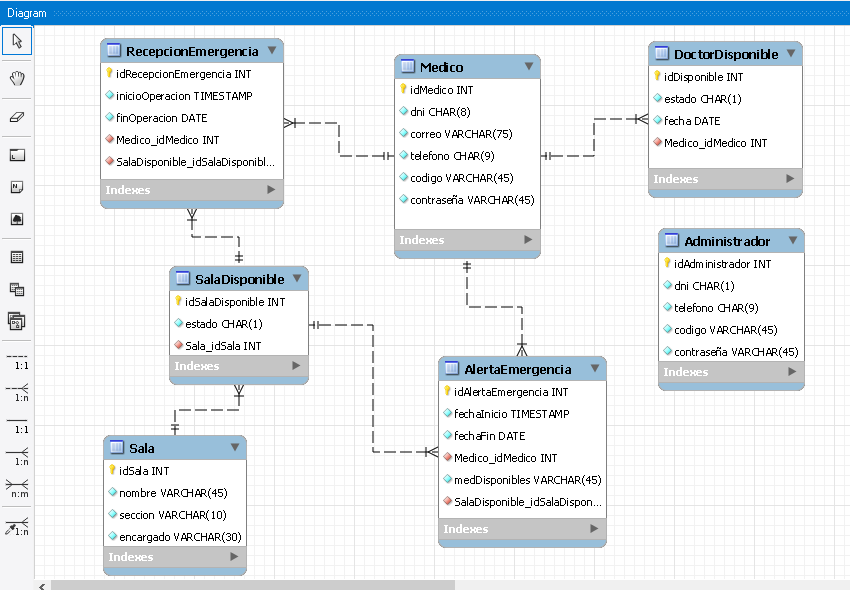 Diagram
RecepcionEmergencia
idRecepcionEmergencia INT
inicioOperacion TIMESTAMP
finOperacion DATE
Medico_idMedico INT
SalaDisponible_idSalaDisponibl...
Indexes
Medico
idMedico INT
dni CHAR(8)
correo VARCHAR(75)
telefono CHAR(9)
codigo VARCHAR(45)
contraseña VARCHAR(45)
Indexes
DoctorDisponible
idDisponible INT
estado CHAR(1)
fecha DATE
Medico_idMedico INT
Indexes
Administrador
idAdministrador INT
dni CHAR(1)
telefono CHAR(9)
codigo VARCHAR(45)
contraseña VARCHAR(45)
Indexes
SalaDisponible
idSalaDisponible INT
estado CHAR(1)
Sala_idSala INT
Indexes
AlertaEmergencia
idAlertaEmergencia INT
fechaInicio TIMESTAMP
fechaFin DATE
Medico_idMedico INT
medDisponibles VARCHAR(45)
SalaDisponible_idSalaDispon...
Indexes
Sala
idSala INT
nombre VARCHAR(45)
seccion VARCHAR(10)
encargado VARCHAR(30)
Indexes
1:1
1:n
1:1
1:n
n:m
1:n